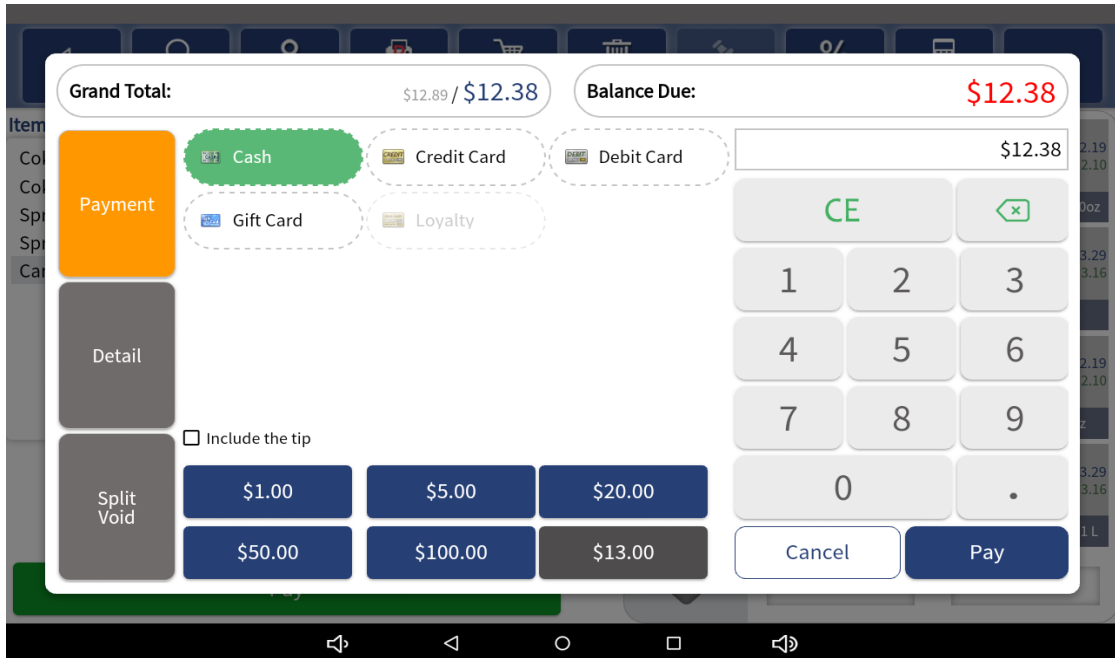 Grand Total:
$12.89 / $12.38
Balance Due:
$12.38
Item
Payment
Detail
Split
Void
Cash
Credit Card
Debit Card
Gift Card
Loyalty
Include the tip
$1.00
$5.00
$20.00
$50.00
$100.00
$13.00
$12.38
CE
1
2
3
4
5
6
7
8
9
0
.
Cancel
Pay